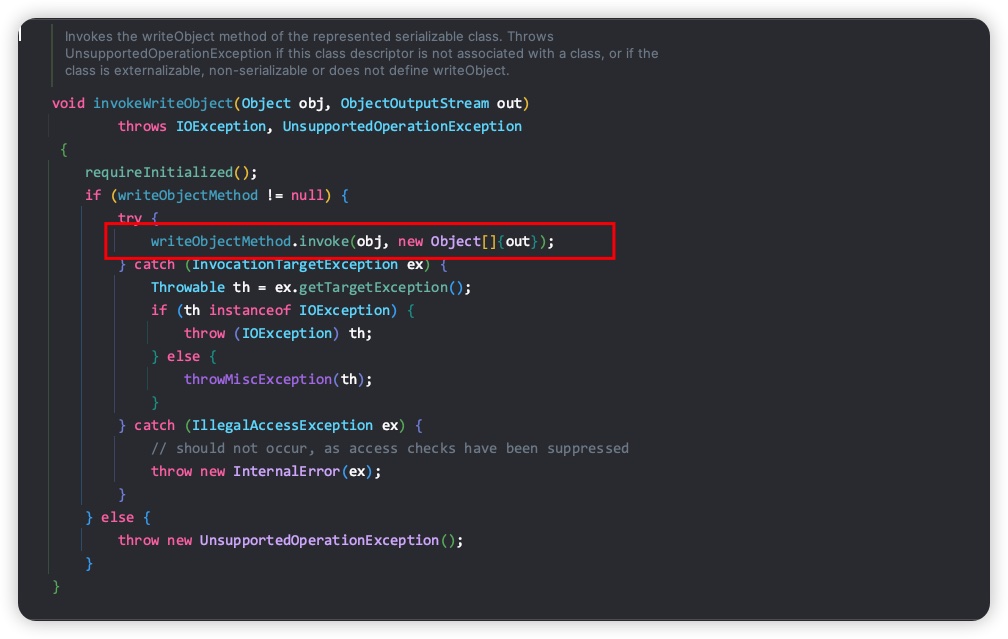 Invokes the writeObject method of the represented serializable class. Throws
UnsupportedOperationException if this class descriptor is not associated with a class, or if the
class is externalizable, non-serializable or does not define writeObject.
void invokeWriteObject(Object obj, ObjectOutputStream out)
throws IOException, UnsupportedOperationException
{
requireInitialized();
if (writeObjectMethod != null) {
try {
writeObjectMethod.invoke(obj, new Object[]{out});
} catch (InvocationTargetException ex) {
Throwable th = ex.getTargetException();
if (th instanceof IOException) {
throw (IOException) th;
} else {
throwMiscException(th);
}
} catch (IllegalAccessException ex) {
// should not occur, as access checks have been suppressed
throw new InternalError(ex);
}
} else {
throw new UnsupportedOperationException();
}
}